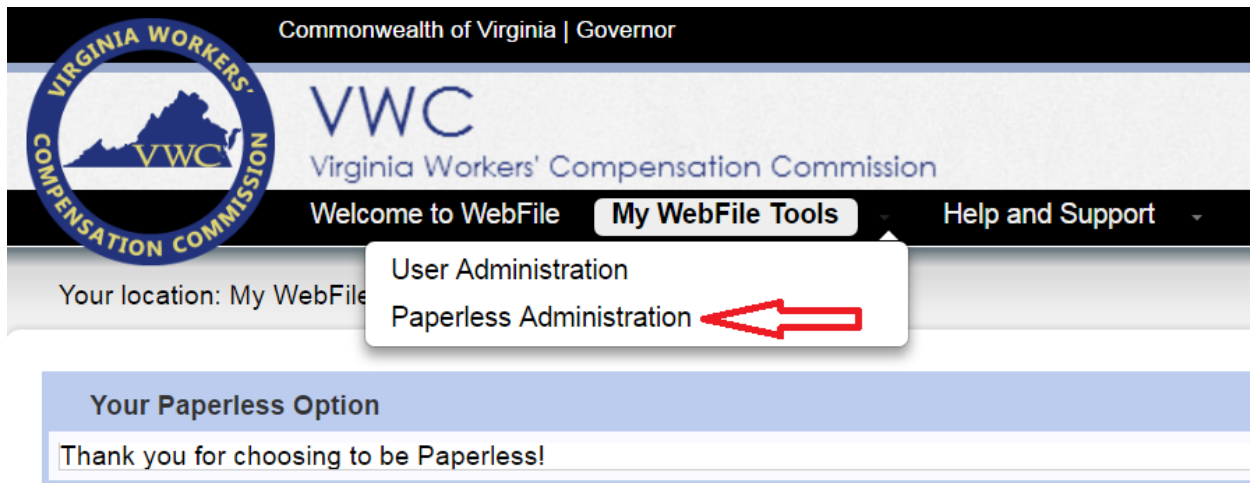 Commonwealth of Virginia | Governor
VIRGINIA WORKERS'
COMPENSATION COMMISSION
VWC
VWC
Virginia Workers' Compensation Commission
Welcome to WebFile My WebFile Tools Help and Support
User Administration
Your location: My WebFile
Paperless Administration
Your Paperless Option
Thank you for choosing to be Paperless!